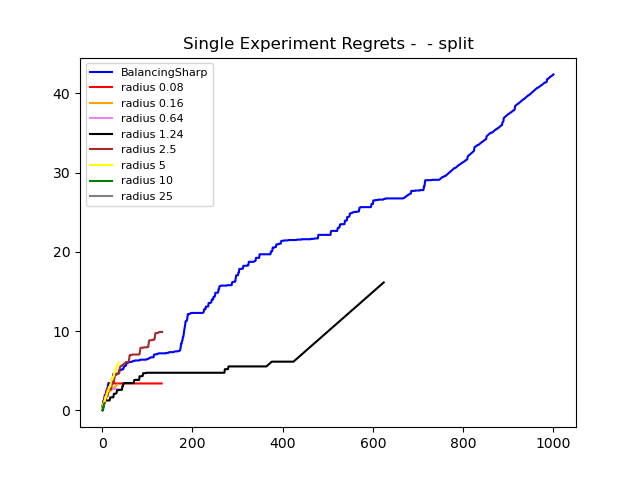 Single Experiment Regrets -  - split
BalancingSharp
radius 0.08
radius 0.16
radius 0.64
radius 1.24
radius 2.5
radius 5
radius 10
radius 25
40
30
20
10
0
0 200 400 600 800 1000